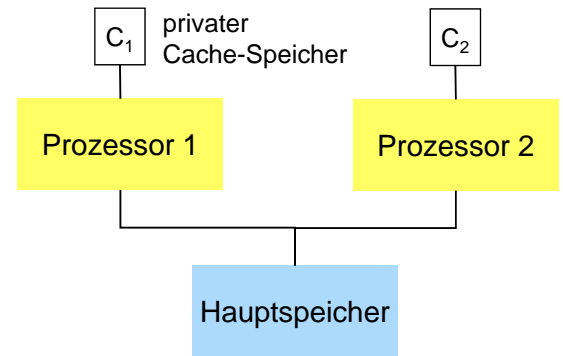 C₁
privater
Cache-Speicher
C₂
Prozessor 1
Prozessor 2
Hauptspeicher